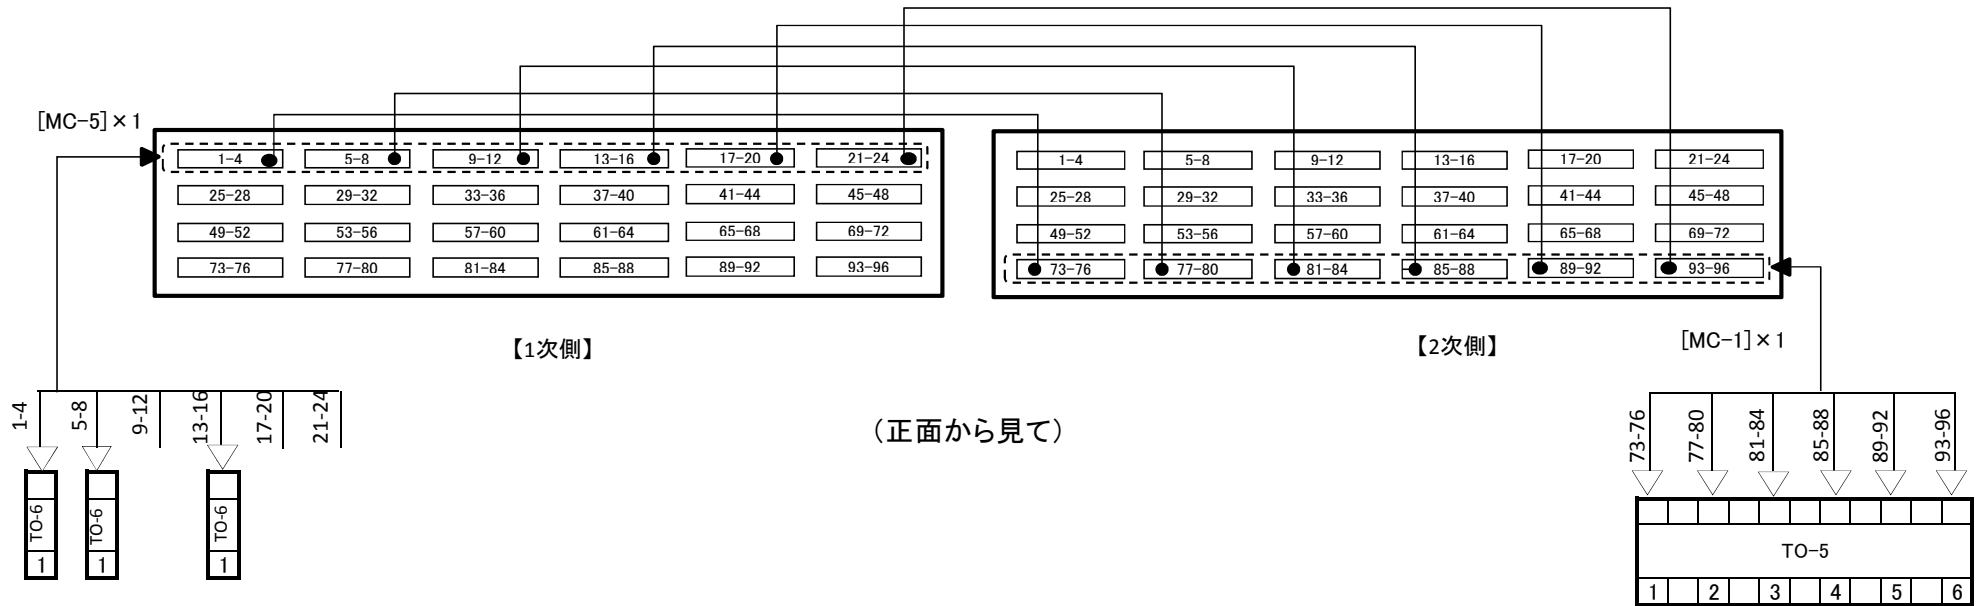 [MC-5]×1
1-4 5-8 9-12 13-16 17-20 21-24
25-28 29-32 33-36 37-40 41-44 45-48
49-52 53-56 57-60 61-64 65-68 69-72
73-76 77-80 81-84 85-88 89-92 93-96
1-4 5-8 9-12 13-16 17-20 21-24
25-28 29-32 33-36 37-40 41-44 45-48
49-52 53-56 57-60 61-64 65-68 69-72
73-76 77-80 81-84 85-88 89-92 93-96
【1次側】
【2次側】
[MC-1]×1
(正面から見て)
1-4 5-8 9-12 13-16 17-20 21-24
TO-6 TO-6 TO-6
1 1 1
73-76 77-80 81-84 85-88 89-92 93-96
TO-5
1 2 3 4 5 6